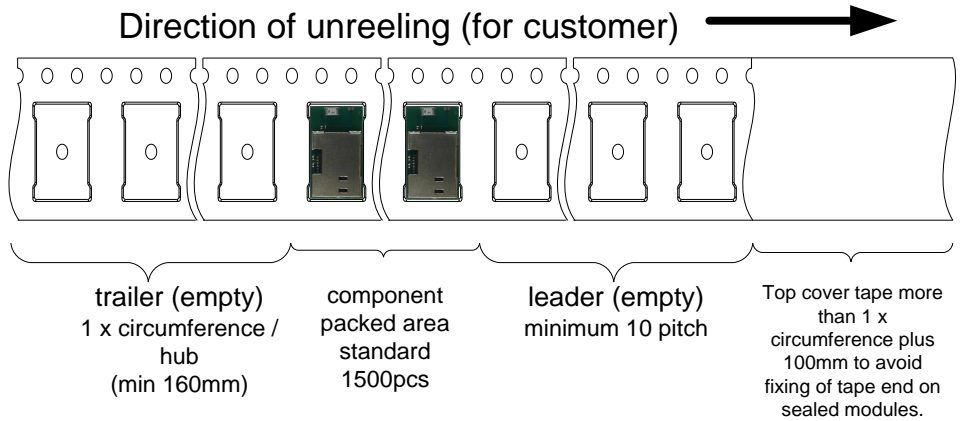 Direction of unreeling (for customer)
trailer (empty)
1 x circumference /
hub
(min 160mm)
component
packed area
standard
1500pcs
leader (empty)
minimum 10 pitch
Top cover tape more
than 1 x
circumference plus
100mm to avoid
fixing of tape end on
sealed modules.